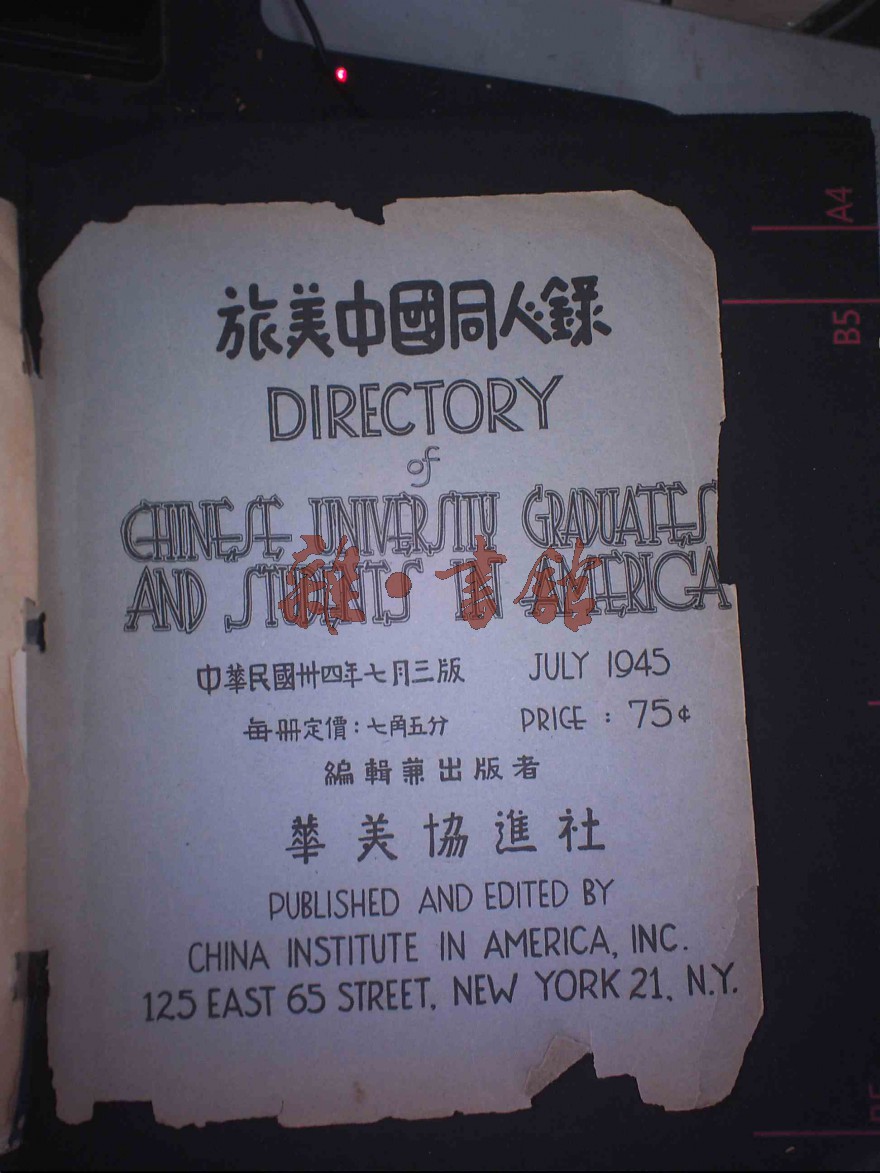 旅美中國同人錄
DIRECTORY
of
CHINESE UNIVERSITY GRADUATES
AND STUDENTS IN AMERICA
雜·書館
中華民國卅四年七月三版 JULY 1945
每冊定價：七角五分 PRICE : 75¢
編輯兼出版者
華美協進社
PUBLISHED AND EDITED BY
CHINA INSTITUTE IN AMERICA, INC.
125 EAST 65 STREET, NEW YORK 21, N.Y.
A4
B5